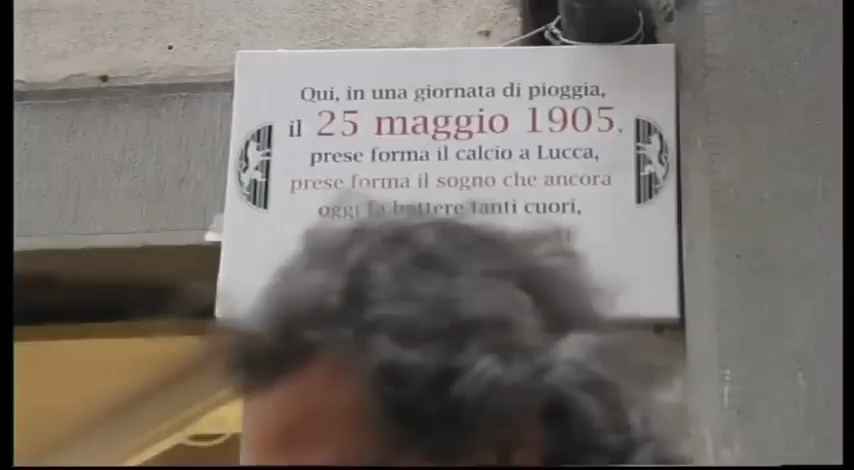 Qui, in una giornata di pioggia,
il 25 maggio 1905,
prese forma il calcio a Lucca,
prese forma il sogno che ancora
oggi fa battere tanti cuori,